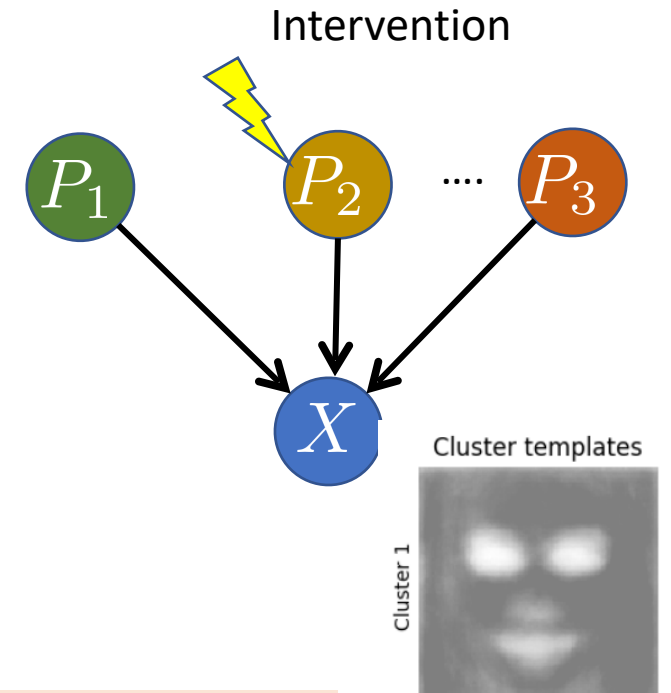 Intervention
P₁
P₂
....
P₃
X
Cluster templates
Cluster 1